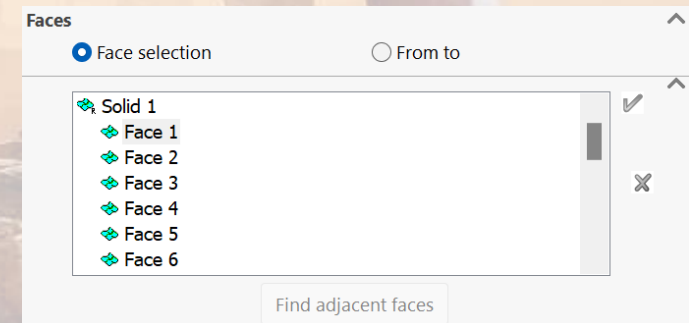 Faces
Face selection
From to
Solid 1
Face 1
Face 2
Face 3
Face 4
Face 5
Face 6
Find adjacent faces